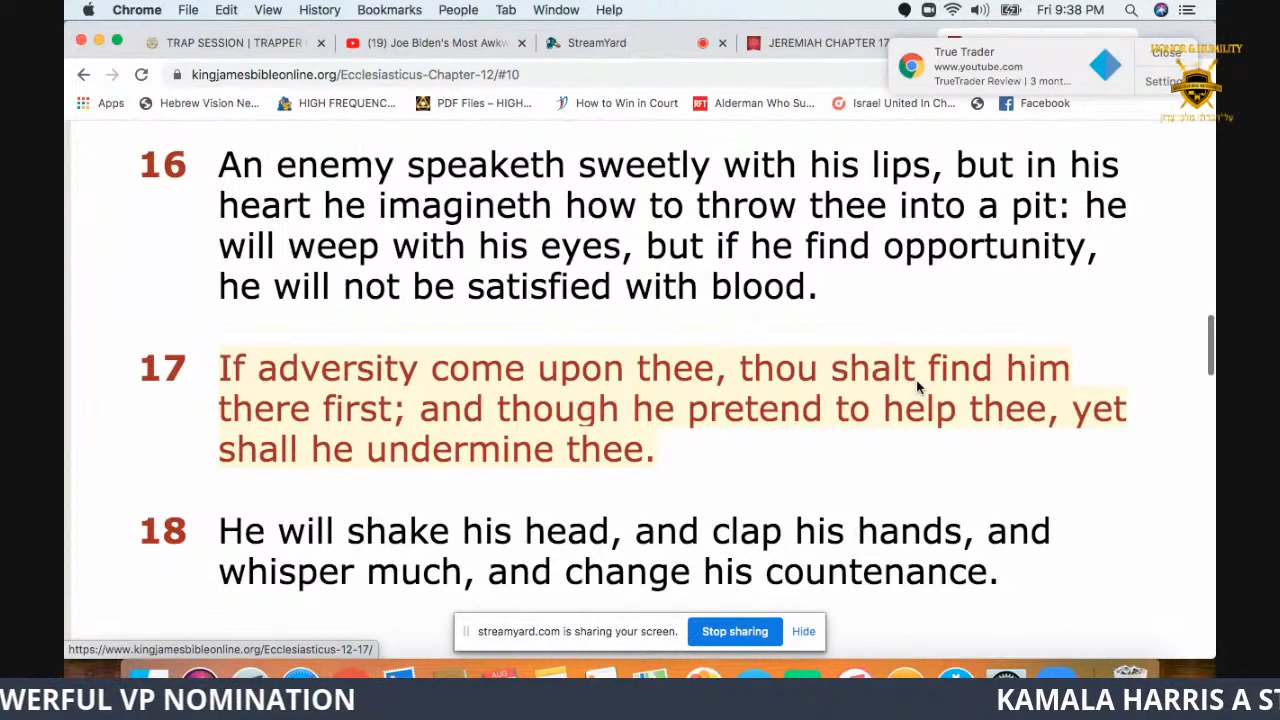 Chrome File Edit View History Bookmarks People Tab Window Help Fri 9:38 PM
TRAP SESSION! TRAPPER (19) Joe Biden's Most Awkw StreamYard JEREMIAH CHAPTER 17
kingjamesbibleonline.org/Ecclesiasticus-Chapter-12/#10
True Trader
www.youtube.com
TrueTrader Review | 3 mont...
Close
Settin
HONOR & HUMILITY
Apps Hebrew Vision Ne... HIGH FREQUENC... PDF Files – HIGH... How to Win in Court Alderman Who Su... Israel United In Ch... Facebook
16 An enemy speaketh sweetly with his lips, but in his
heart he imagineth how to throw thee into a pit: he
will weep with his eyes, but if he find opportunity,
he will not be satisfied with blood.
17 If adversity come upon thee, thou shalt find him
there first; and though he pretend to help thee, yet
shall he undermine thee.
18 He will shake his head, and clap his hands, and
whisper much, and change his countenance.
streamyard.com is sharing your screen. Stop sharing Hide
https://www.kingjamesbibleonline.org/Ecclesiasticus-12-17/
AUG
WERFUL VP NOMINATION KAMALA HARRIS A ST